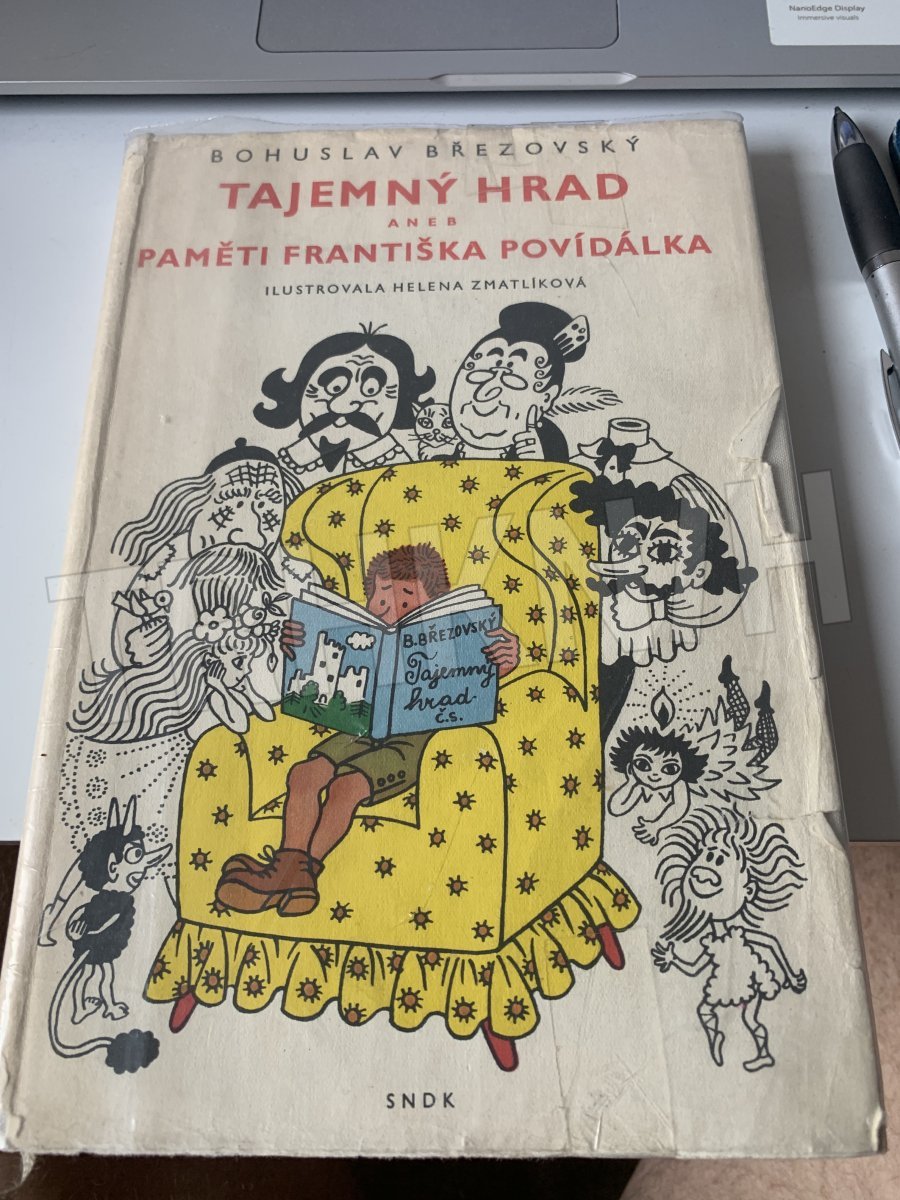 NanoEdge Display
Immersive visuals
BOHUSLAV BŘEZOVSKÝ
TAJEMNÝ HRAD
ANEB
PAMĚTI FRANTIŠKA POVÍDÁLKA
ILUSTROVALA HELENA ZMATLÍKOVÁ
B. BŘEZOVSKÝ
Tajemný
hrad
č.s.
SNDK